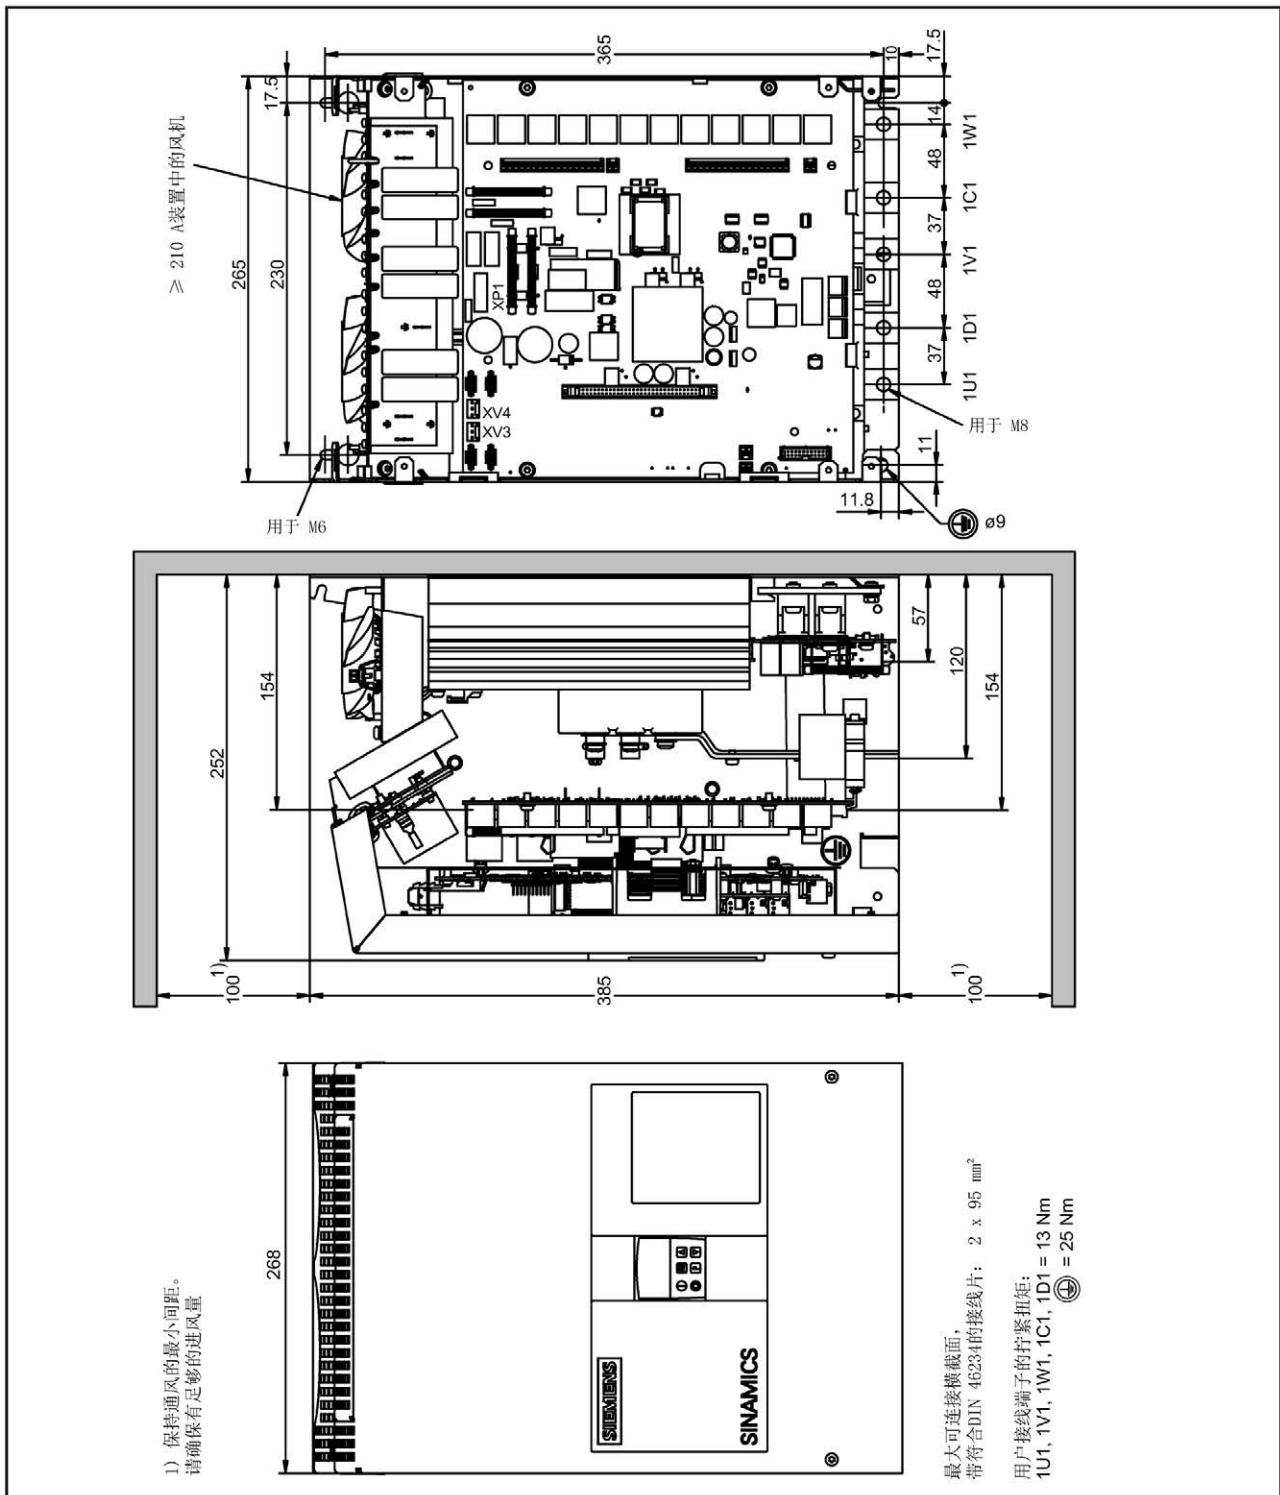 365
10
17.5
17.5
≥ 210 A装置中的风机
265
230
14
1W1
48
1C1
37
1V1
48
1D1
37
1U1
XP1
XV4
XV3
用于 M8
11
11.8
用于 M6
ø9
154
252
57
120
154
100 1)
385
100 1)
268
SIEMENS
SINAMICS
1) 保持通风的最小间距。
请确保有足够的进风量
最大可连接横截面,
带符合DIN 46234的接线片: 2 x 95 mm²
用户接线端子的拧紧扭矩:
1U1, 1V1, 1W1, 1C1, 1D1 = 13 Nm
= 25 Nm